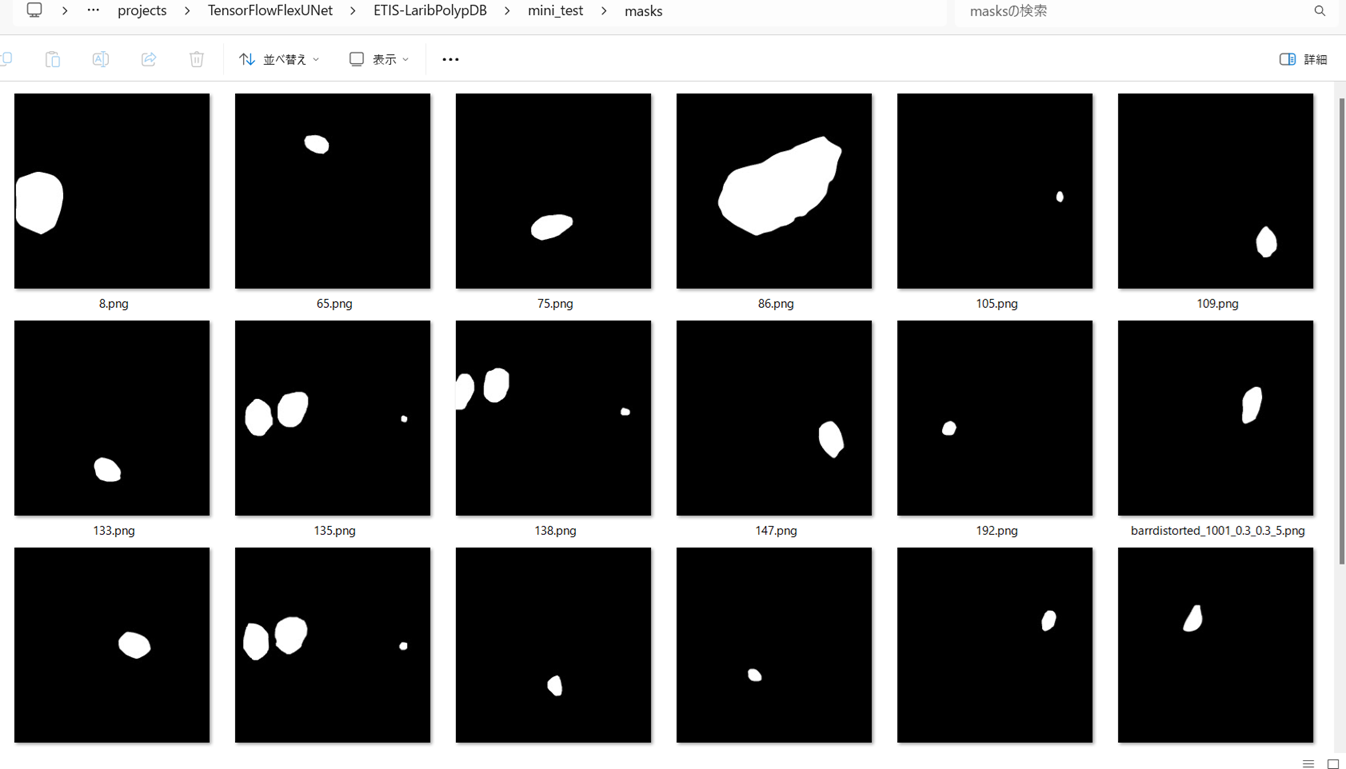 projects > TensorFlowFlexUNet > ETIS-LaribPolypDB > mini_test > masks
masksの検索
並べ替え
表示
詳細
8.png
65.png
75.png
86.png
105.png
109.png
133.png
135.png
138.png
147.png
192.png
barrdistorted_1001_0.3_0.3_5.png